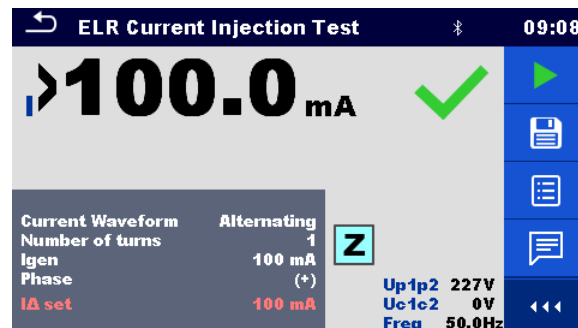 ELR Current Injection Test
09:08
I >100.0 mA
Current Waveform Alternating
Number of turns 1
Igen 100 mA
Phase (+)
IΔ set 100 mA
Z
Up1p2 227V
Uc1c2 0V
Freq 50.0Hz